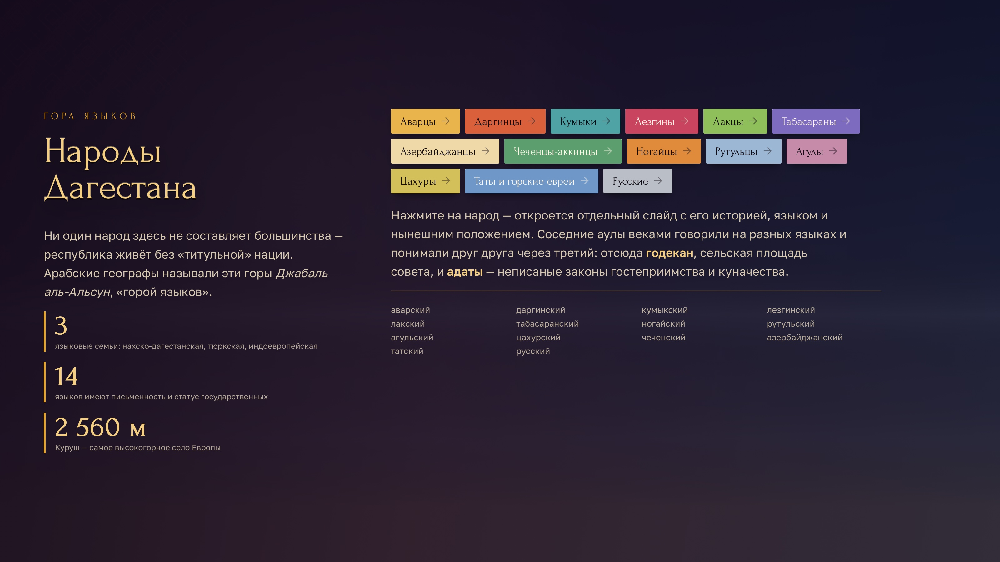 ГОРА ЯЗЫКОВ
Народы
Дагестана
Ни один народ здесь не составляет большинства —
республика живёт без «титульной» нации.
Арабские географы называли эти горы Джабаль
аль-Альсун, «горой языков».
3
языковые семьи: нахско-дагестанская, тюркская, индоевропейская
14
языков имеют письменность и статус государственных
2 560 м
Куруш — самое высокогорное село Европы
Аварцы → Даргинцы → Кумыки → Лезгины → Лакцы → Табасараны →
Азербайджанцы → Чеченцы-аккинцы → Ногайцы → Рутульцы → Агулы →
Цахуры → Таты и горские евреи → Русские →
Нажмите на народ — откроется отдельный слайд с его историей, языком и
нынешним положением. Соседние аулы веками говорили на разных языках и
понимали друг друга через третий: отсюда годекан, сельская площадь
совета, и адаты — неписаные законы гостеприимства и куначества.
аварский даргинский кумыкский лезгинский
лакский табасаранский ногайский рутульский
агульский цахурский чеченский азербайджанский
татский русский